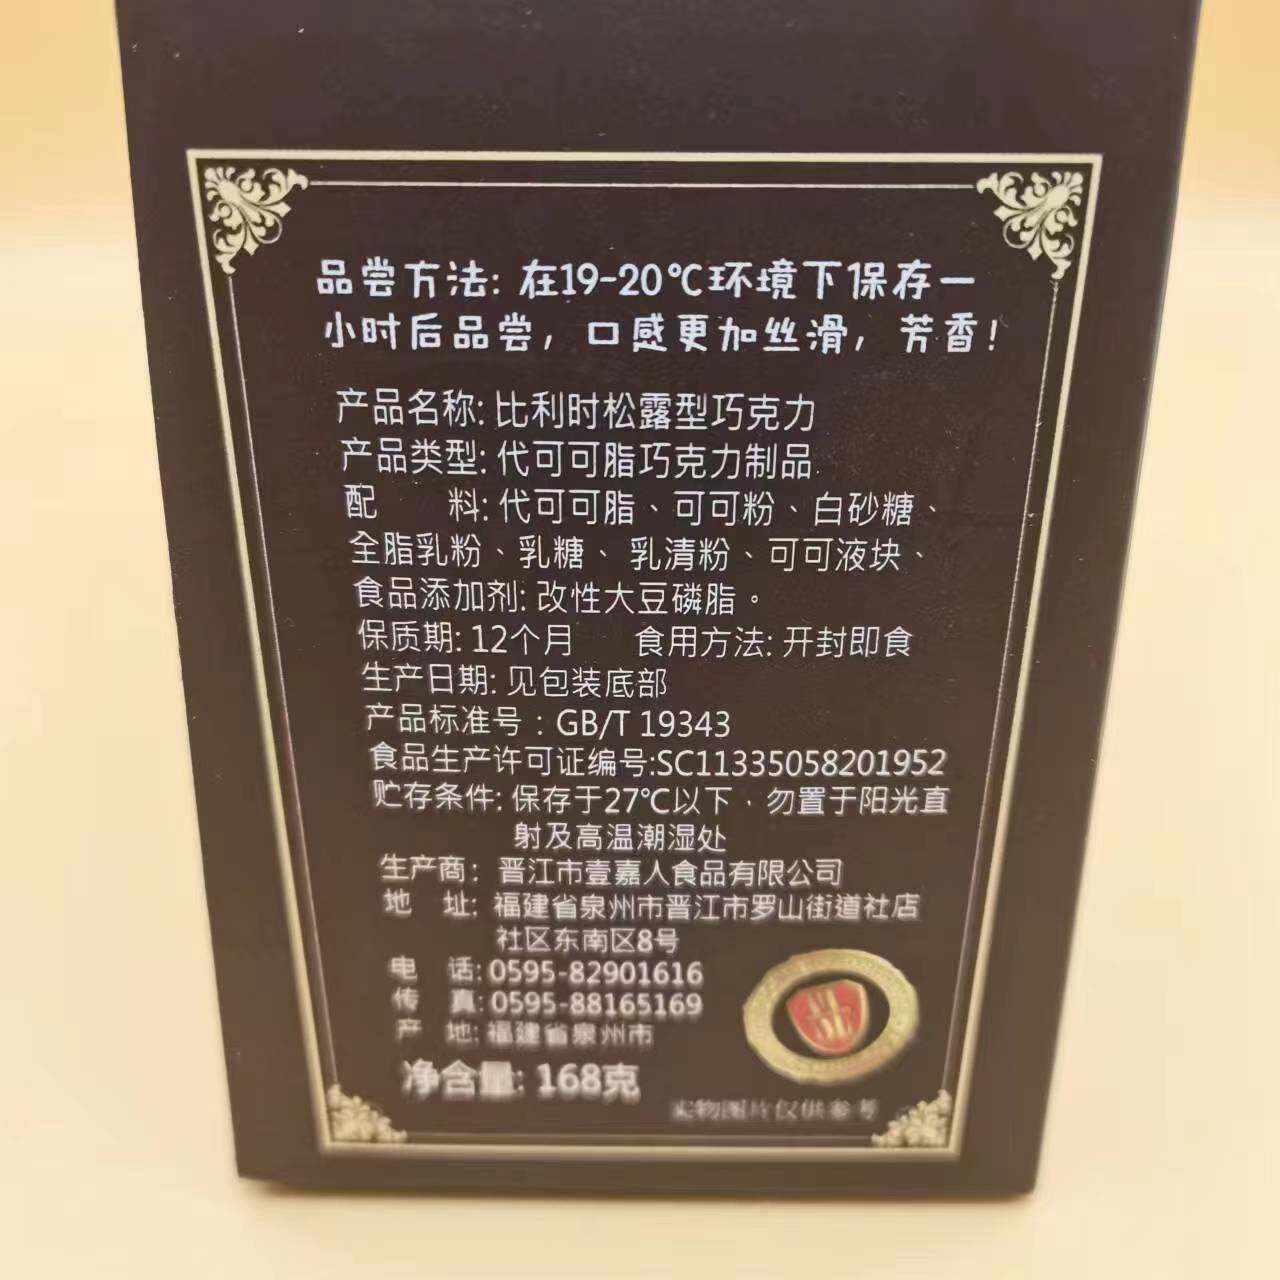 品尝方法: 在19-20℃环境下保存一
小时后品尝，口感更加丝滑，芳香！
产品名称: 比利时松露型巧克力
产品类型: 代可可脂巧克力制品
配 料: 代可可脂、可可粉、白砂糖、
全脂乳粉、乳糖、乳清粉、可可液块、
食品添加剂: 改性大豆磷脂。
保质期: 12个月 食用方法: 开封即食
生产日期: 见包装底部
产品标准号：GB/T 19343
食品生产许可证编号:SC11335058201952
贮存条件: 保存于27℃以下，勿置于阳光直
射及高温潮湿处
生产商：晋江市壹嘉人食品有限公司
地 址: 福建省泉州市晋江市罗山街道社店
社区东南区8号
电 话: 0595-82901616
传 真: 0595-88165169
产 地: 福建省泉州市
净含量: 168克
实物图片仅供参考